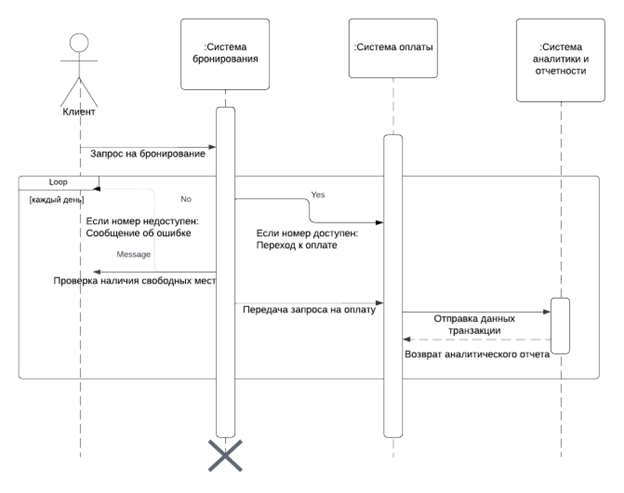 :Система
бронирования
:Система оплаты
:Система
аналитики и
отчетности
Клиент
Запрос на бронирование
Loop
[каждый день]
No
Yes
Если номер недоступен:
Сообщение об ошибке
Если номер доступен:
Переход к оплате
Message
Проверка наличия свободных мест
Передача запроса на оплату
Отправка данных
транзакции
Возврат аналитического отчета